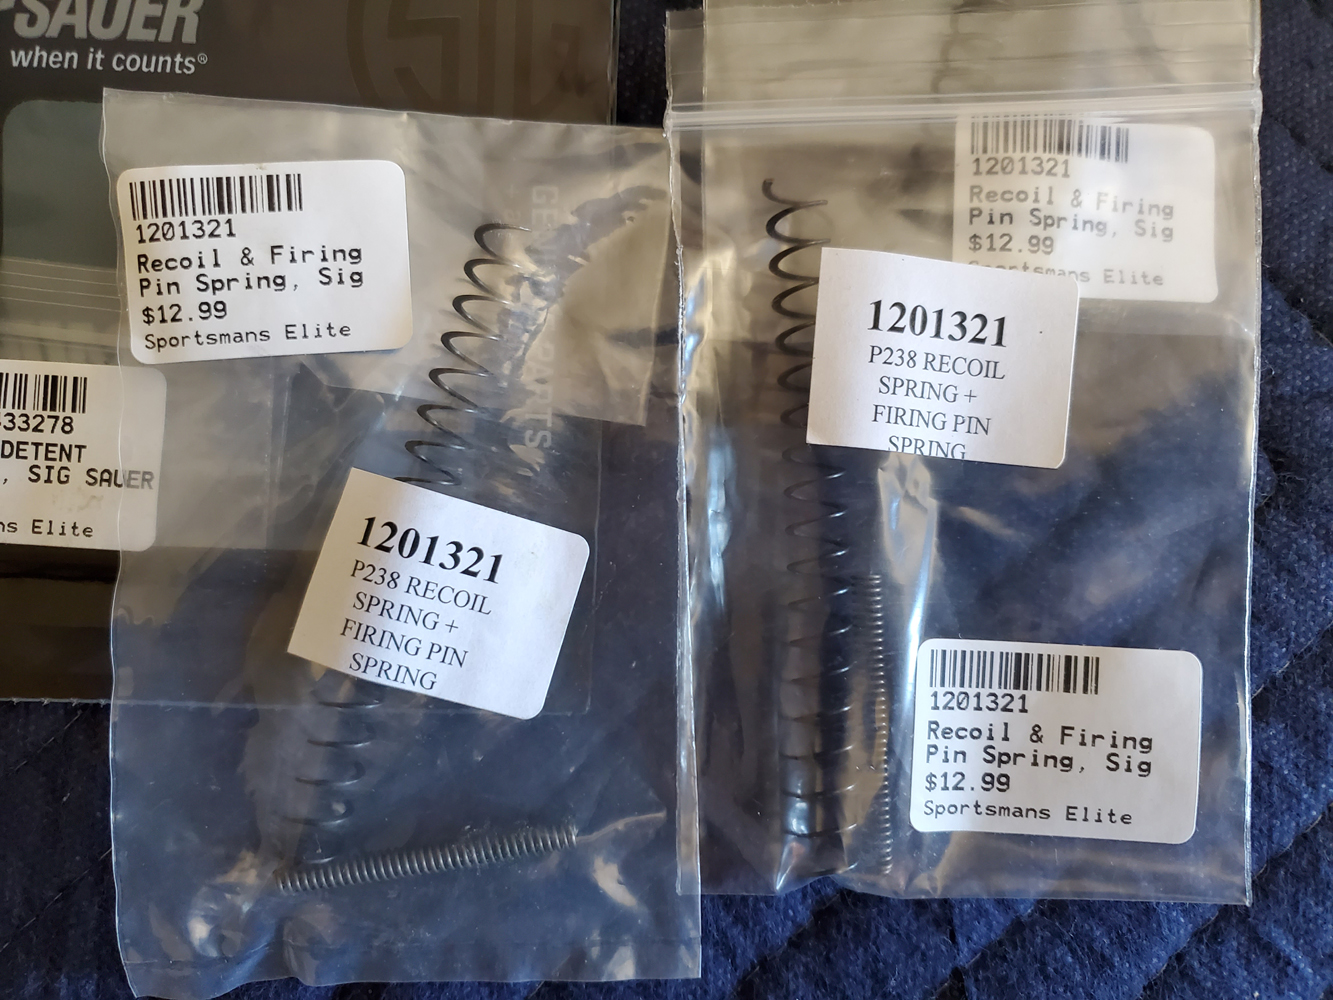 SAUER
when it counts®
1201321
Recoil & Firing
Pin Spring, Sig
$12.99
Sportsmans Elite
33278
DETENT
, SIG SAUER
Elite
1201321
P238 RECOIL
SPRING +
FIRING PIN
SPRING
1201321
Recoil & Firing
Pin Spring, Sig
$12.99
Sportsmans Elite
1201321
P238 RECOIL
SPRING +
FIRING PIN
SPRING
1201321
Recoil & Firing
Pin Spring, Sig
$12.99
Sportsmans Elite